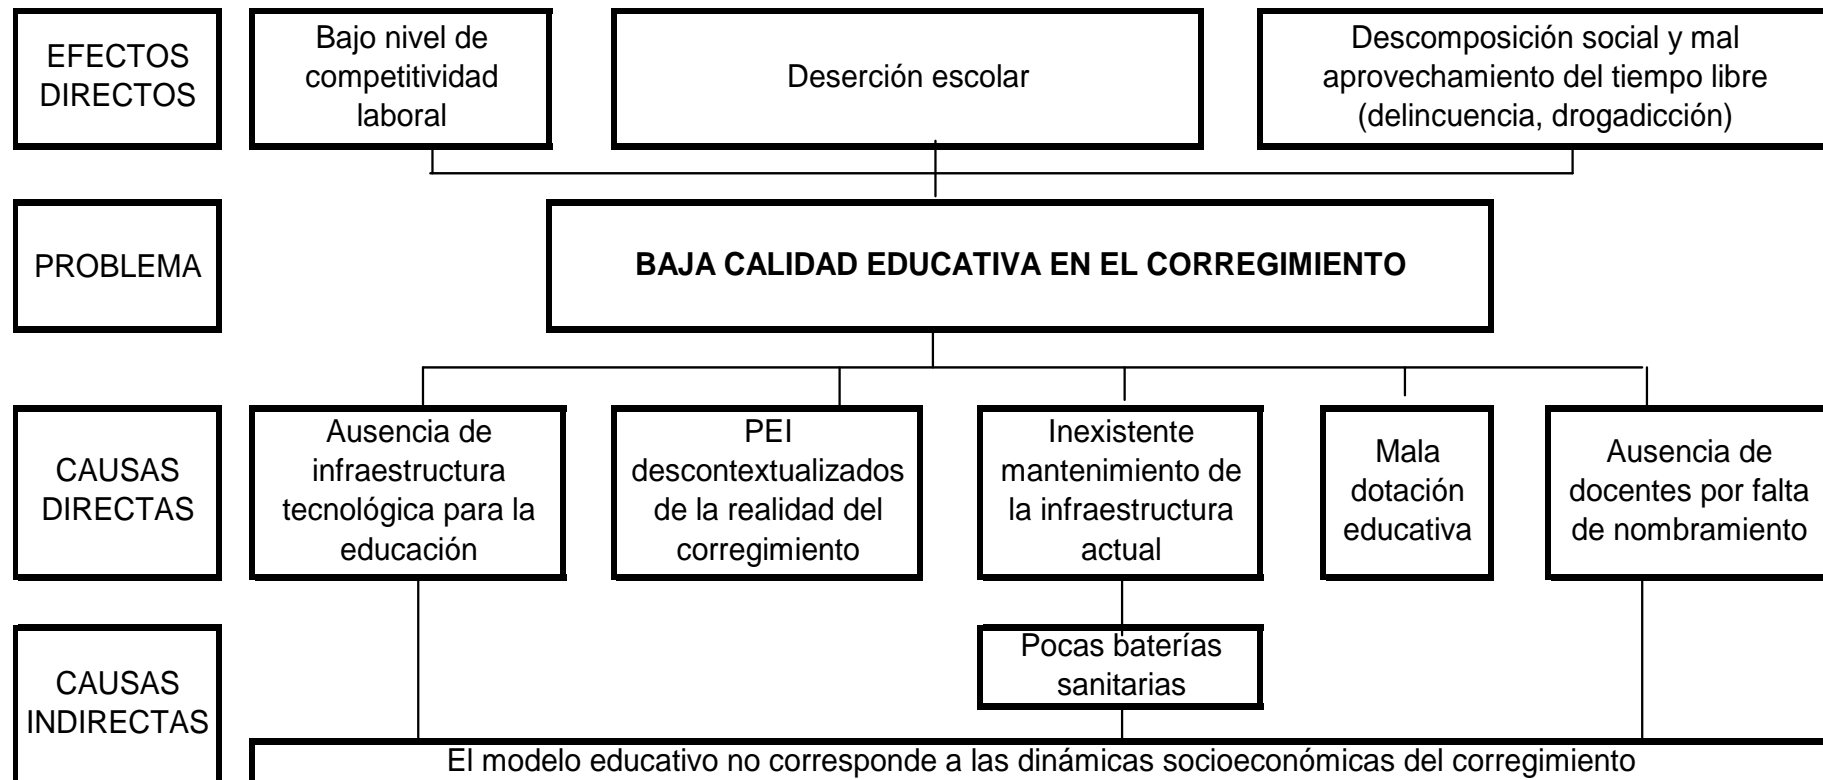 EFECTOS
DIRECTOS
Bajo nivel de
competitividad
laboral
Deserción escolar
Descomposición social y mal
aprovechamiento del tiempo libre
(delincuencia, drogadicción)
PROBLEMA
BAJA CALIDAD EDUCATIVA EN EL CORREGIMIENTO
CAUSAS
DIRECTAS
Ausencia de
infraestructura
tecnológica para la
educación
PEI
descontextualizados
de la realidad del
corregimiento
Inexistente
mantenimiento de
la infraestructura
actual
Mala
dotación
educativa
Ausencia de
docentes por falta
de nombramiento
CAUSAS
INDIRECTAS
Pocas baterías
sanitarias
El modelo educativo no corresponde a las dinámicas socioeconómicas del corregimiento